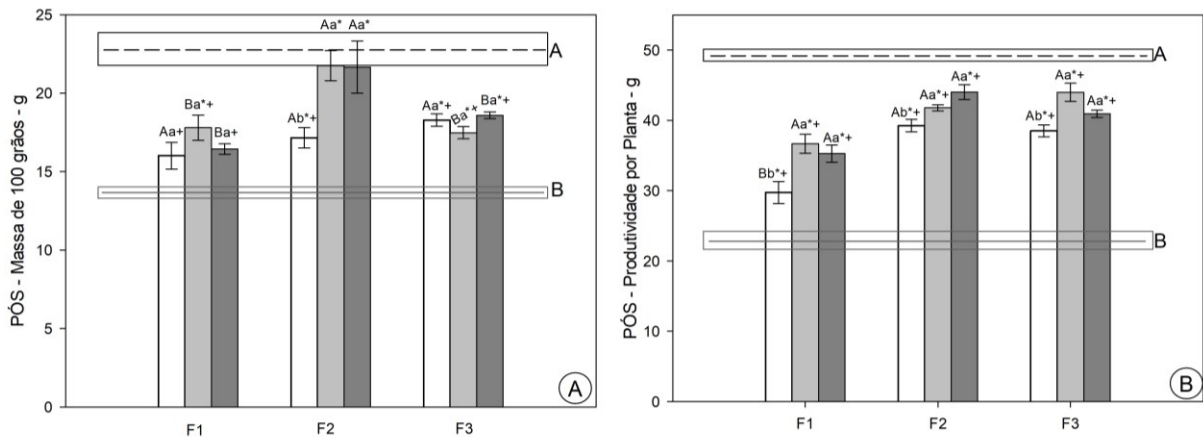 PÓS - Massa de 100 grãos - g
25
20
15
10
5
0
Aa+
Ba*+
Ba+
Ab*+
Aa*
Aa*
Aa*+
Ba*+
Ba*+
A
B
F1
F2
F3
A
PÓS - Produtividade por Planta - g
50
40
30
20
10
0
Bb*+
Aa*+
Aa*+
Ab*+
Aa*+
Aa*+
Ab*+
Aa*+
Aa*+
A
B
F1
F2
F3
B